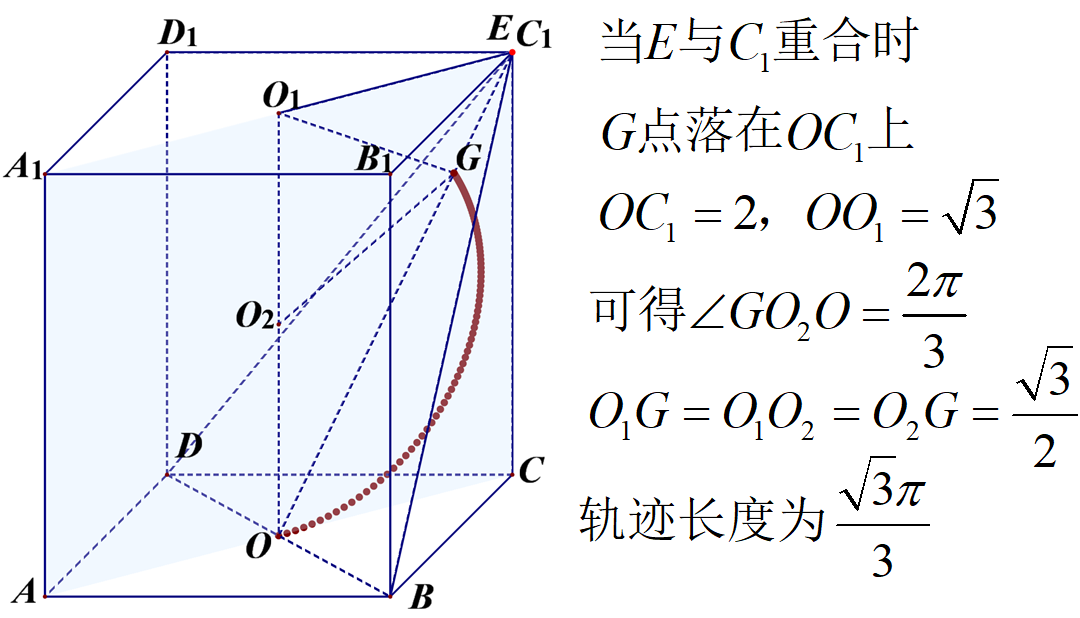 D₁
E C₁
O₁
A₁
B₁
G
O₂
D
C
O
A
B
当E与C₁重合时
G点落在OC₁上
OC₁ = 2，OO₁ = √3
可得∠GO₂O = 2π/3
O₁G = O₁O₂ = O₂G = √3/2
轨迹长度为 √3π/3